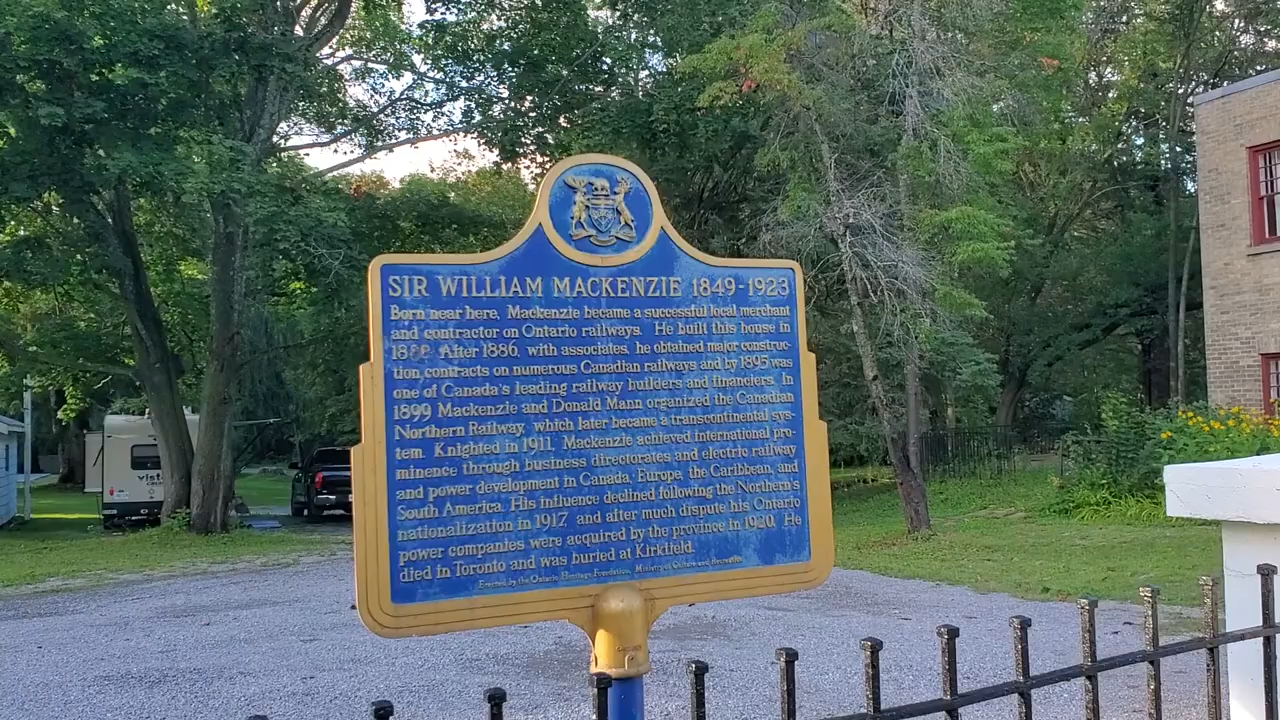 SIR WILLIAM MACKENZIE 1849-1923
Born near here, Mackenzie became a successful local merchant
and contractor on Ontario railways. He built this house in
1888. After 1886, with associates, he obtained major construc-
tion contracts on numerous Canadian railways and by 1895 was
one of Canada's leading railway builders and financiers. In
1899 Mackenzie and Donald Mann organized the Canadian
Northern Railway, which later became a transcontinental sys-
tem. Knighted in 1911, Mackenzie achieved international pro-
minence through business directorates and electric railway
and power development in Canada, Europe, the Caribbean, and
South America. His influence declined following the Northern's
nationalization in 1917 and after much dispute his Ontario
power companies were acquired by the province in 1920. He
died in Toronto and was buried at Kirkfield.
Erected by the Ontario Heritage Foundation, Ministry of Culture and Recreation
vista